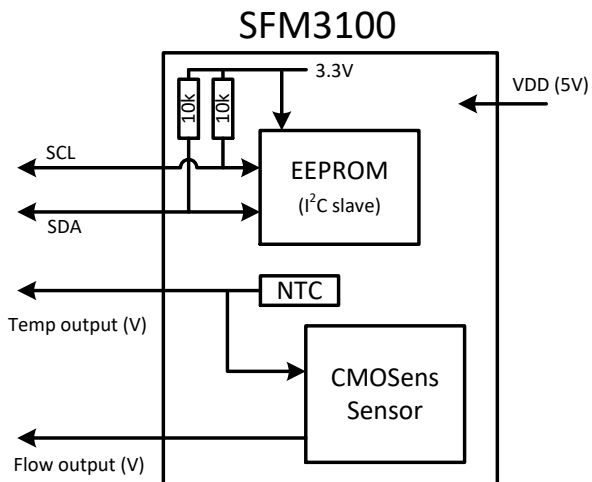 SFM3100
3.3V
VDD (5V)
10k
10k
SCL
EEPROM
(I²C slave)
SDA
NTC
Temp output (V)
CMOSens
Sensor
Flow output (V)